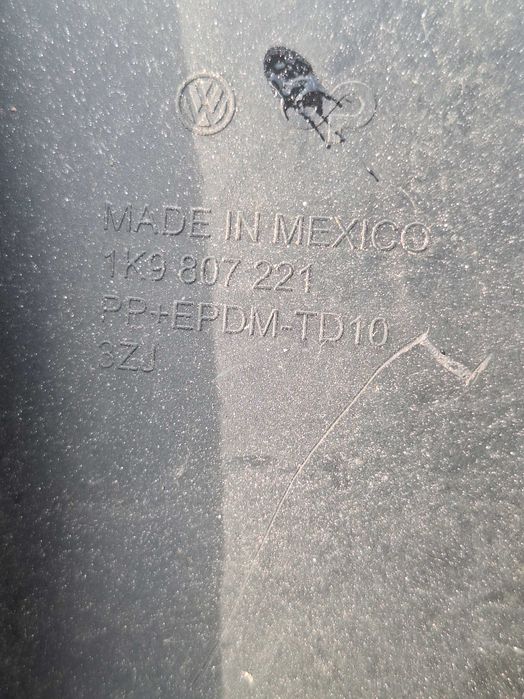 MADE IN MEXICO
1K9 807 221
PP+EPDM-TD10
3ZJ